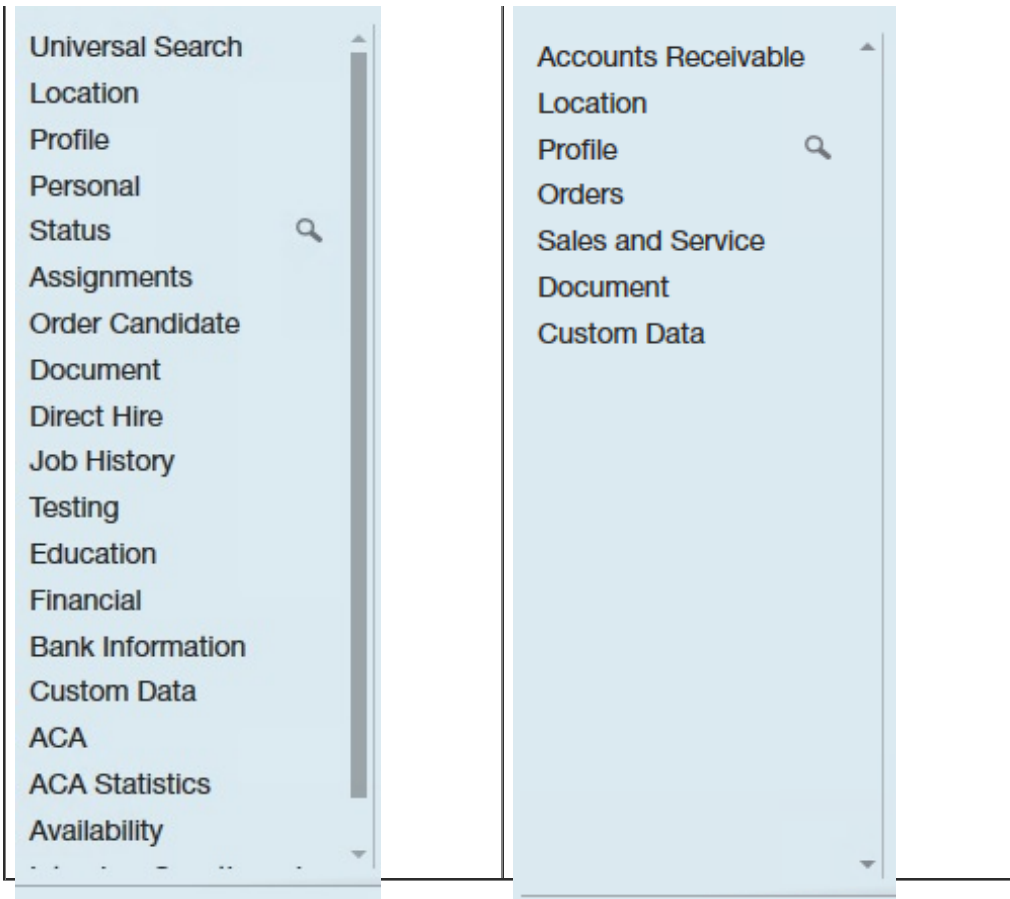 Universal Search
Location
Profile
Personal
Status
Assignments
Order Candidate
Document
Direct Hire
Job History
Testing
Education
Financial
Bank Information
Custom Data
ACA
ACA Statistics
Availability
Accounts Receivable
Location
Profile
Orders
Sales and Service
Document
Custom Data